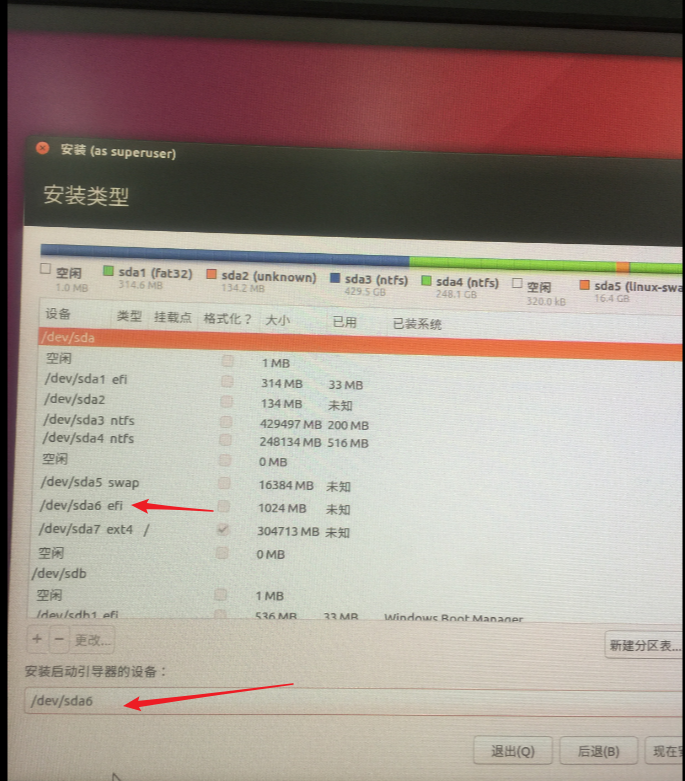 安装 (as superuser)
安装类型
空闲 sda1 (fat32) sda2 (unknown) sda3 (ntfs) sda4 (ntfs) 空闲 sda5 (linux-swa
1.0 MB 314.6 MB 134.2 MB 429.5 GB 248.1 GB 320.0 kB 16.4 GB
设备 类型 挂载点 格式化？ 大小 已用 已装系统
/dev/sda
空闲 1 MB
/dev/sda1 efi 314 MB 33 MB
/dev/sda2 134 MB 未知
/dev/sda3 ntfs 429497 MB 200 MB
/dev/sda4 ntfs 248134 MB 516 MB
空闲 0 MB
/dev/sda5 swap 16384 MB 未知
/dev/sda6 efi 1024 MB 未知
/dev/sda7 ext4 / 304713 MB 未知
空闲 0 MB
/dev/sdb
空闲 1 MB
/dev/sdb1 efi 536 MB 33 MB Windows Boot Manager
+ − 更改... 新建分区表...
安装启动引导器的设备：
/dev/sda6
退出(Q) 后退(B) 现在